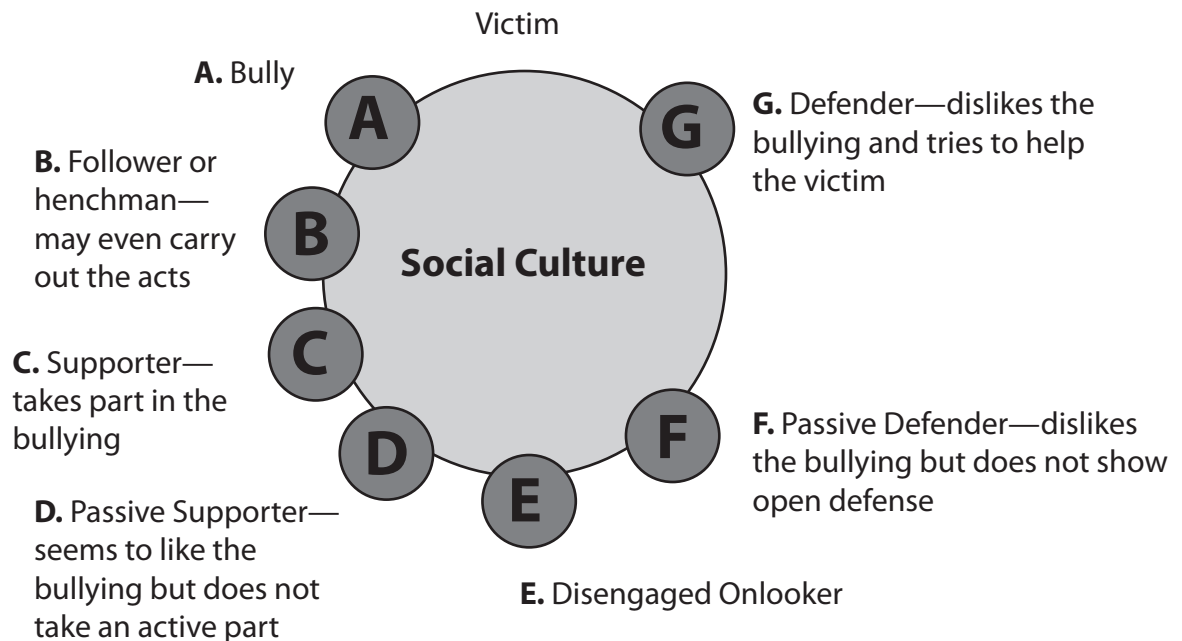 Victim
A. Bully
A
B. Follower or
henchman—
may even carry
out the acts
B
C. Supporter—
takes part in the
bullying
C
D. Passive Supporter—
seems to like the
bullying but does not
take an active part
D
Social Culture
E
E. Disengaged Onlooker
F
F. Passive Defender—dislikes
the bullying but does not show
open defense
G
G. Defender—dislikes the
bullying and tries to help
the victim